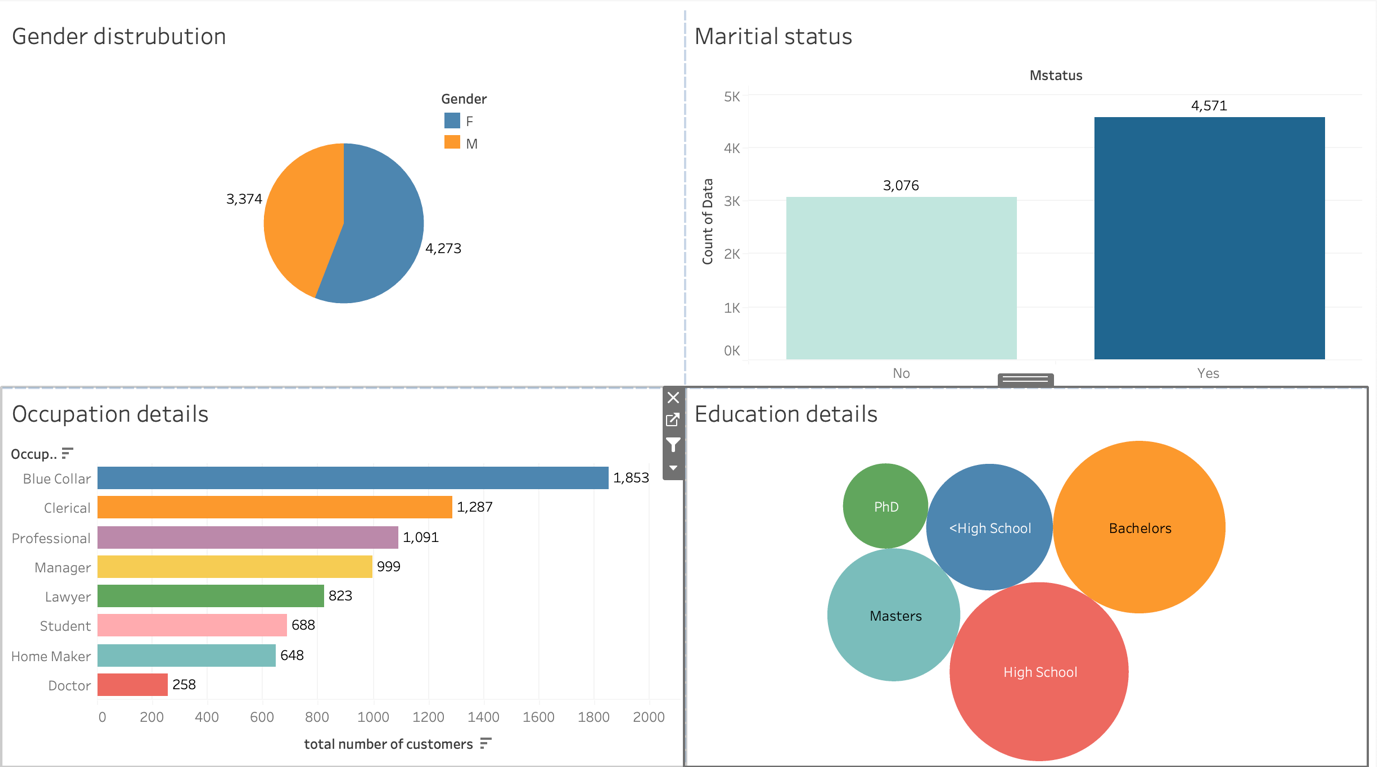 Gender distrubution
Gender
F
M
3,374
4,273
Maritial status
Mstatus
5K
4K
3K
2K
1K
0K
Count of Data
3,076
4,571
No
Yes
Occupation details
Occup..
Blue Collar 1,853
Clerical 1,287
Professional 1,091
Manager 999
Lawyer 823
Student 688
Home Maker 648
Doctor 258
0 200 400 600 800 1000 1200 1400 1600 1800 2000
total number of customers
Education details
PhD
<High School
Bachelors
Masters
High School